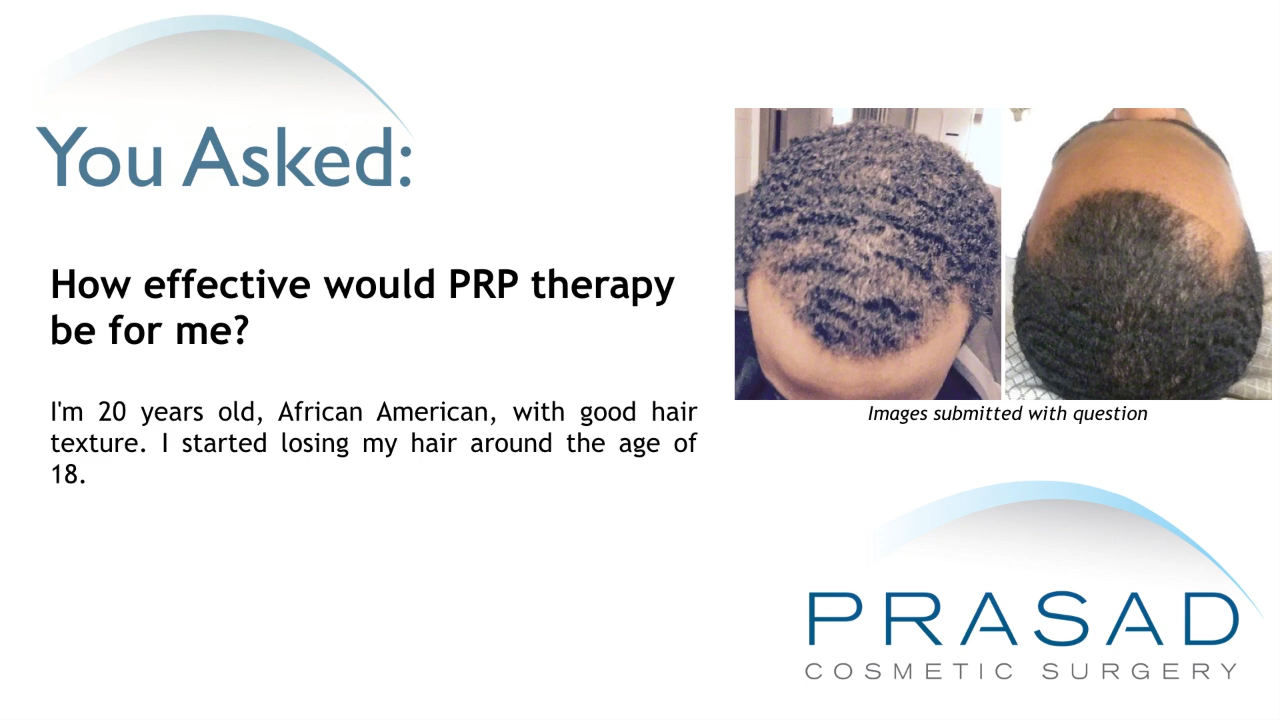 You Asked:
How effective would PRP therapy
be for me?
I'm 20 years old, African American, with good hair
texture. I started losing my hair around the age of
18.
Images submitted with question
PRASAD
COSMETIC SURGERY